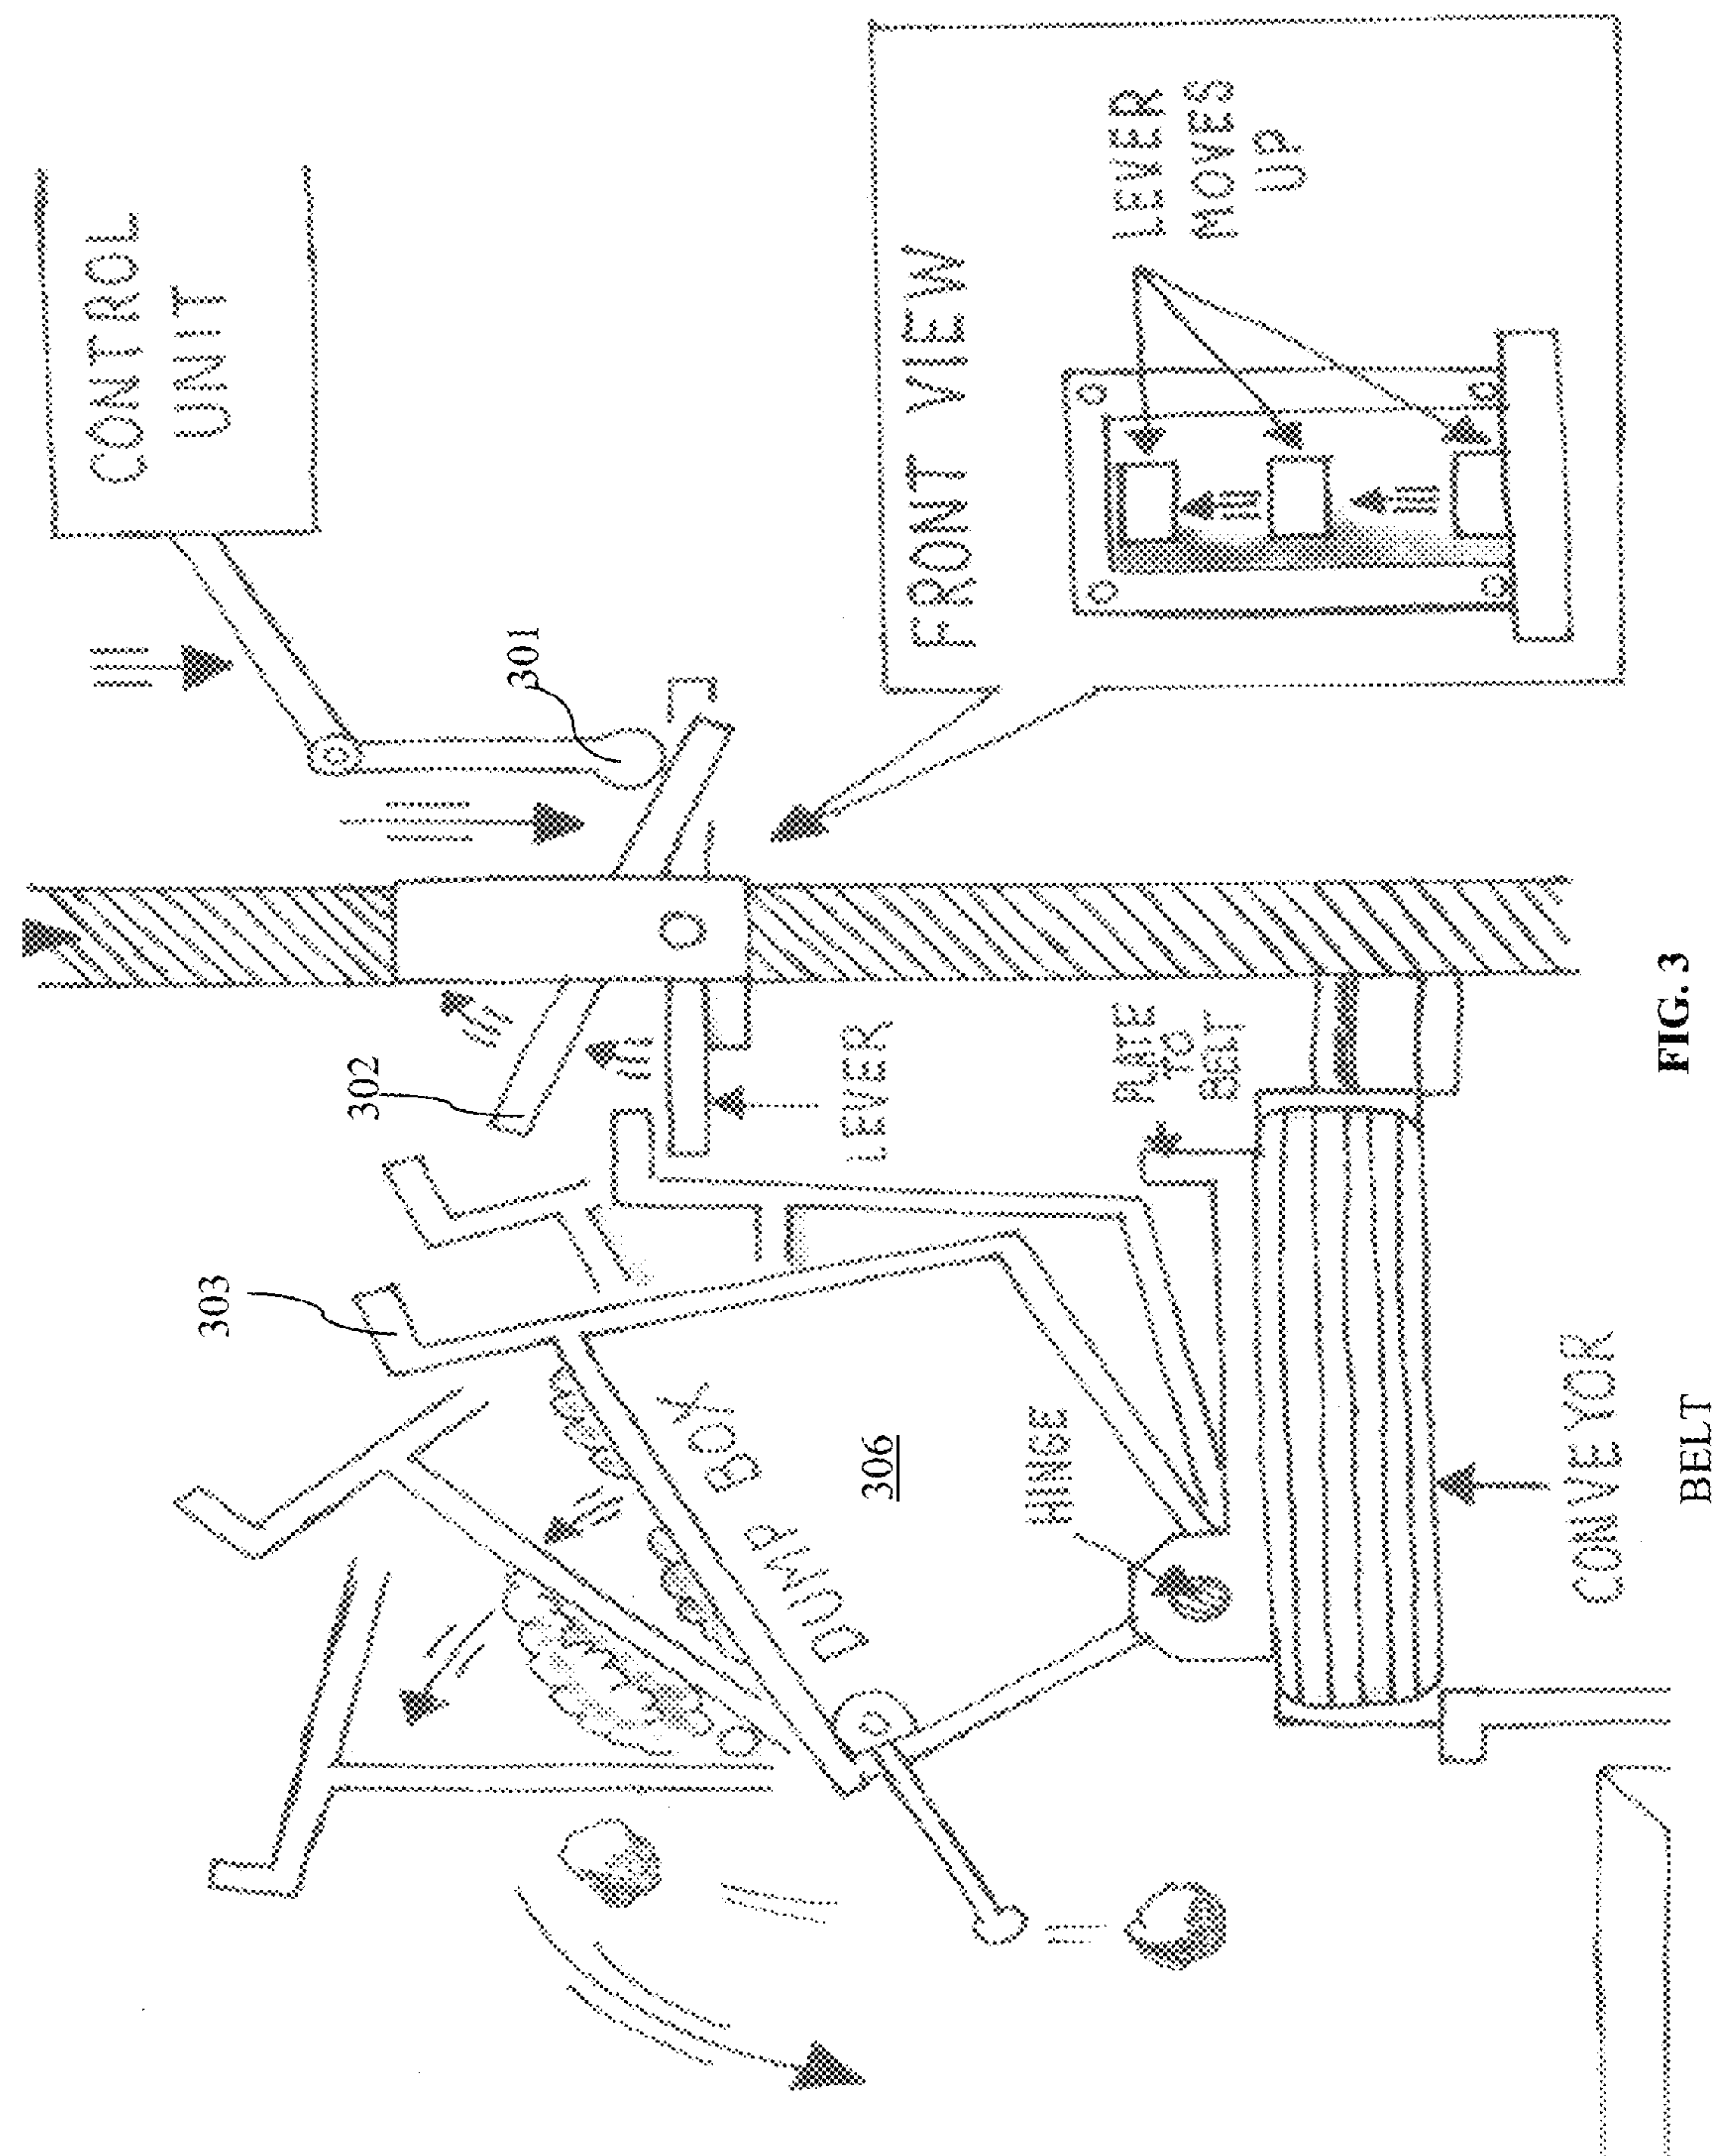 CONTROL
UNIT
301
302
303
FRONT VIEW
LEVER
MOVES
UP
LEVER
DUMP BOX
306
HINGE
PLATE
TO
BELT
CONVEYOR
BELT
FIG. 3